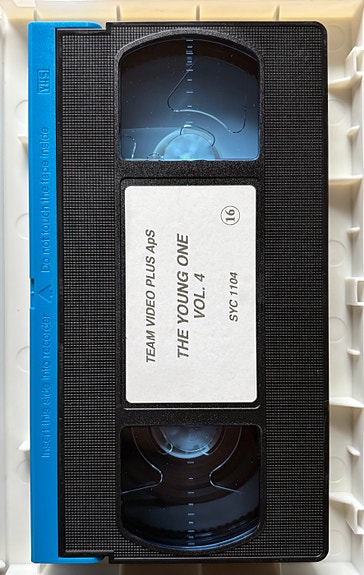 VHS
Insert this side into recorder
Do not touch the tape inside
TEAM VIDEO PLUS ApS
THE YOUNG ONE
VOL. 4
SYC 1104
16